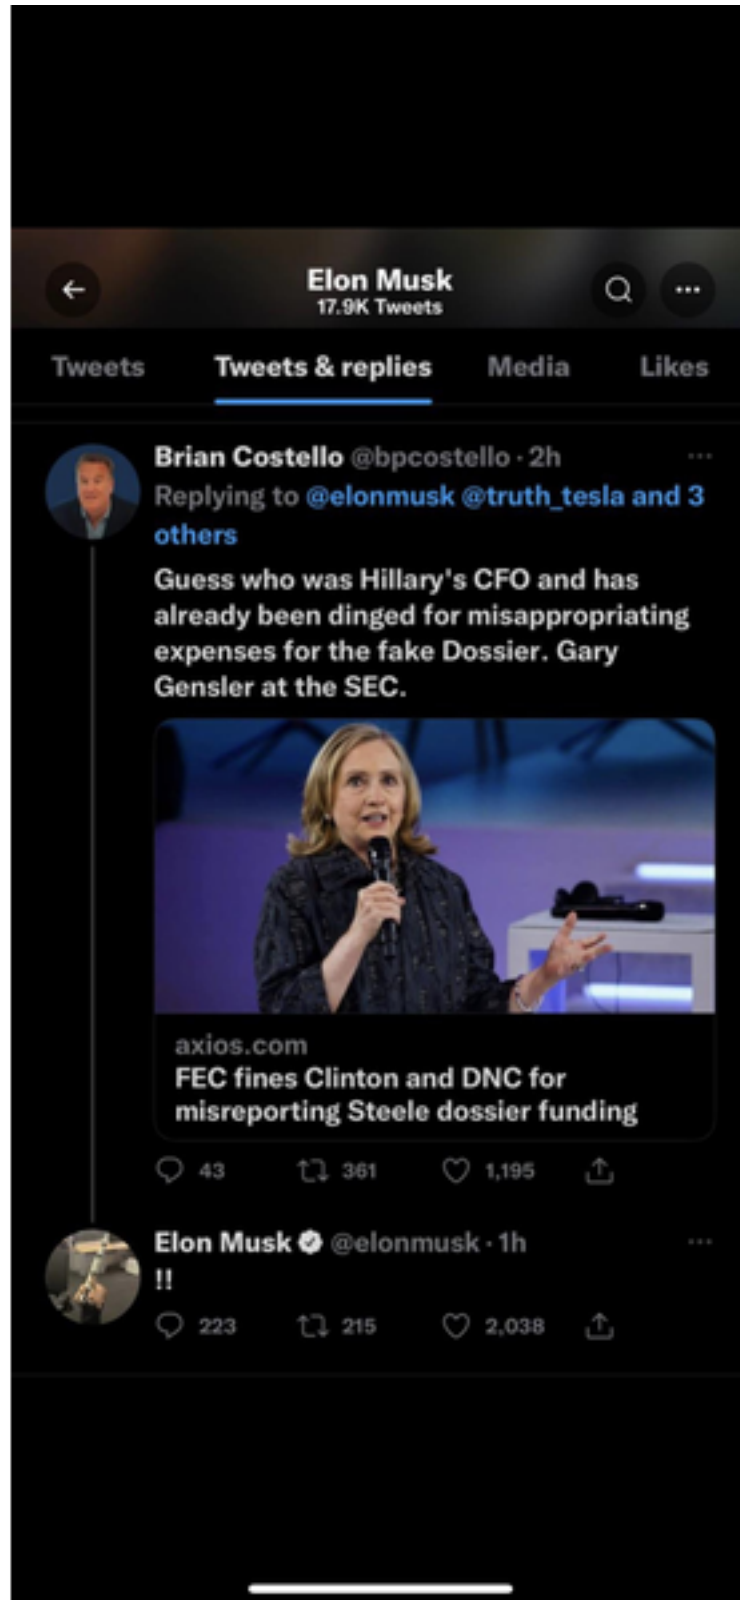 Elon Musk
17.9K Tweets
Tweets Tweets & replies Media Likes
Brian Costello @bpcostello · 2h
Replying to @elonmusk @truth_tesla and 3
others
Guess who was Hillary's CFO and has
already been dinged for misappropriating
expenses for the fake Dossier. Gary
Gensler at the SEC.
axios.com
FEC fines Clinton and DNC for
misreporting Steele dossier funding
43 361 1,195
Elon Musk @elonmusk · 1h
!!
223 215 2,038